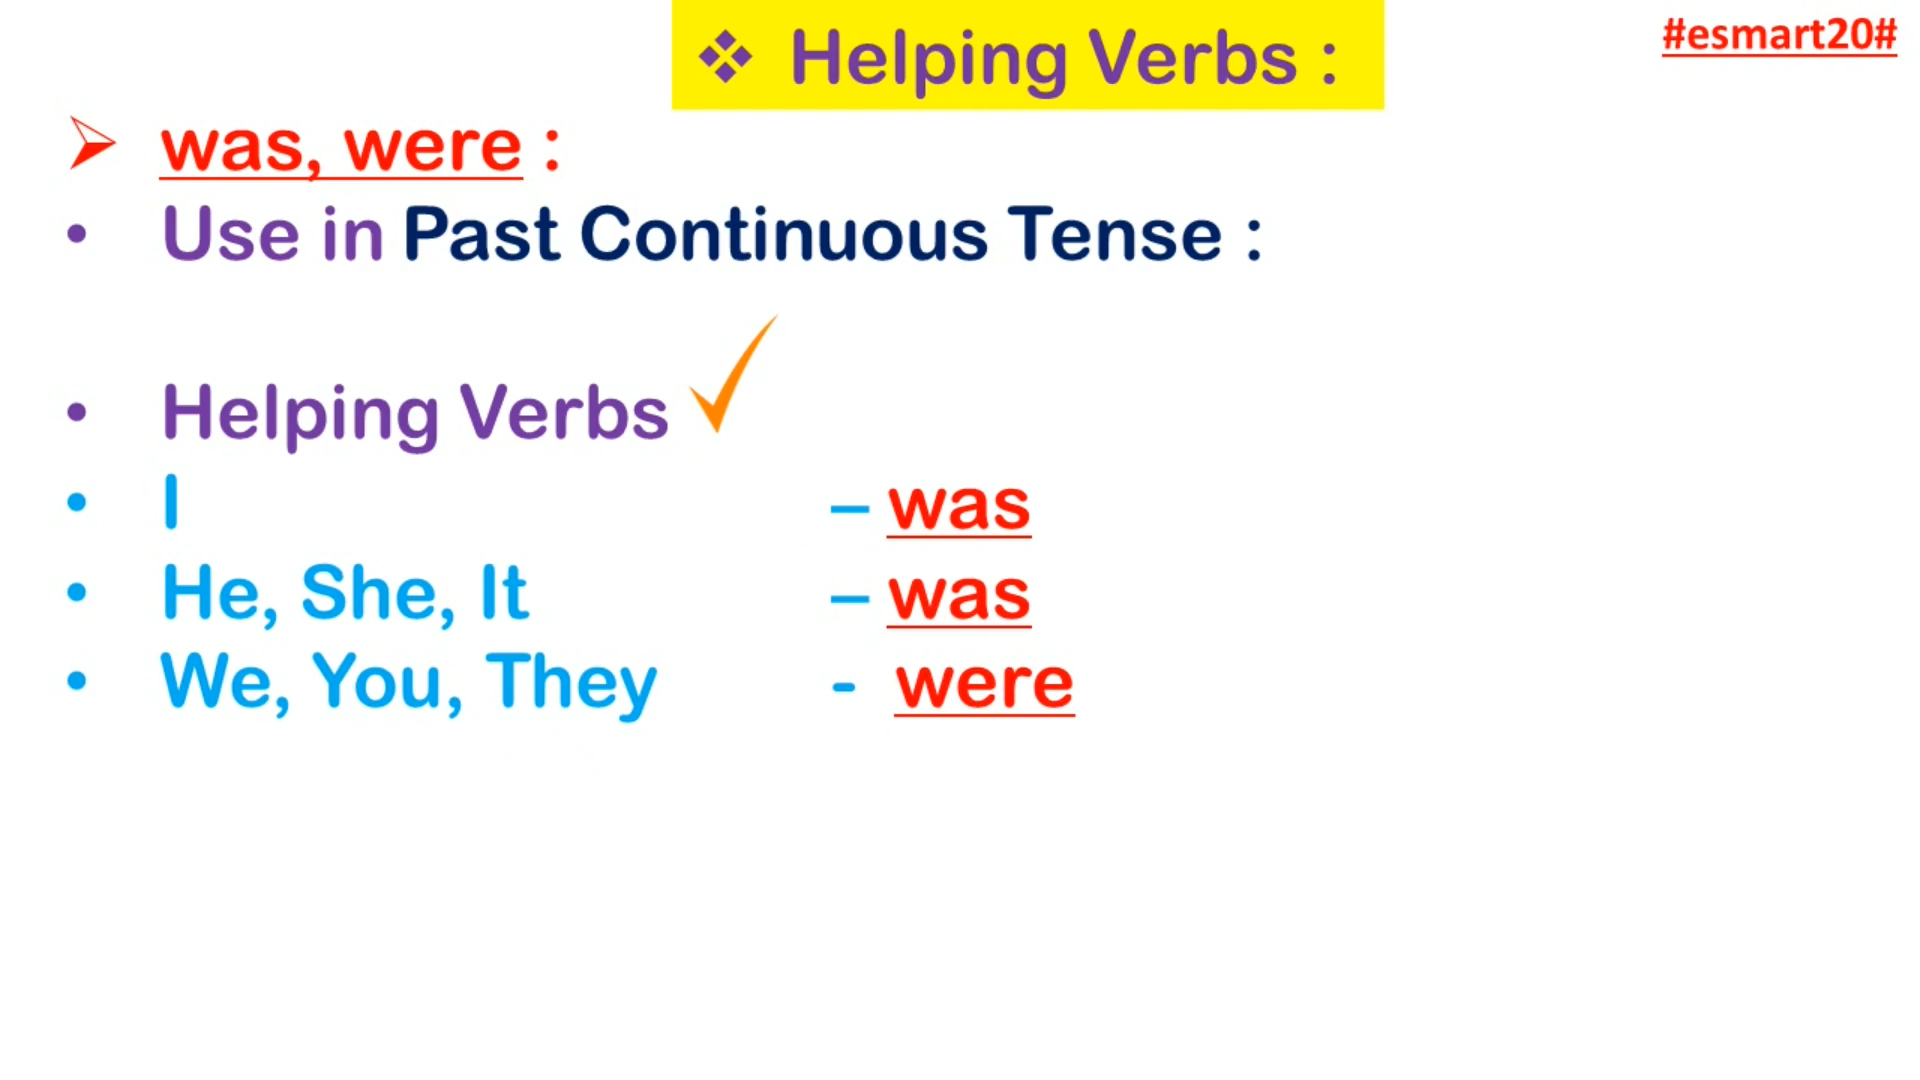 ❖ Helping Verbs :
#esmart20#
➢ was, were :
• Use in Past Continuous Tense :
• Helping Verbs ✓
• I – was
• He, She, It – was
• We, You, They - were